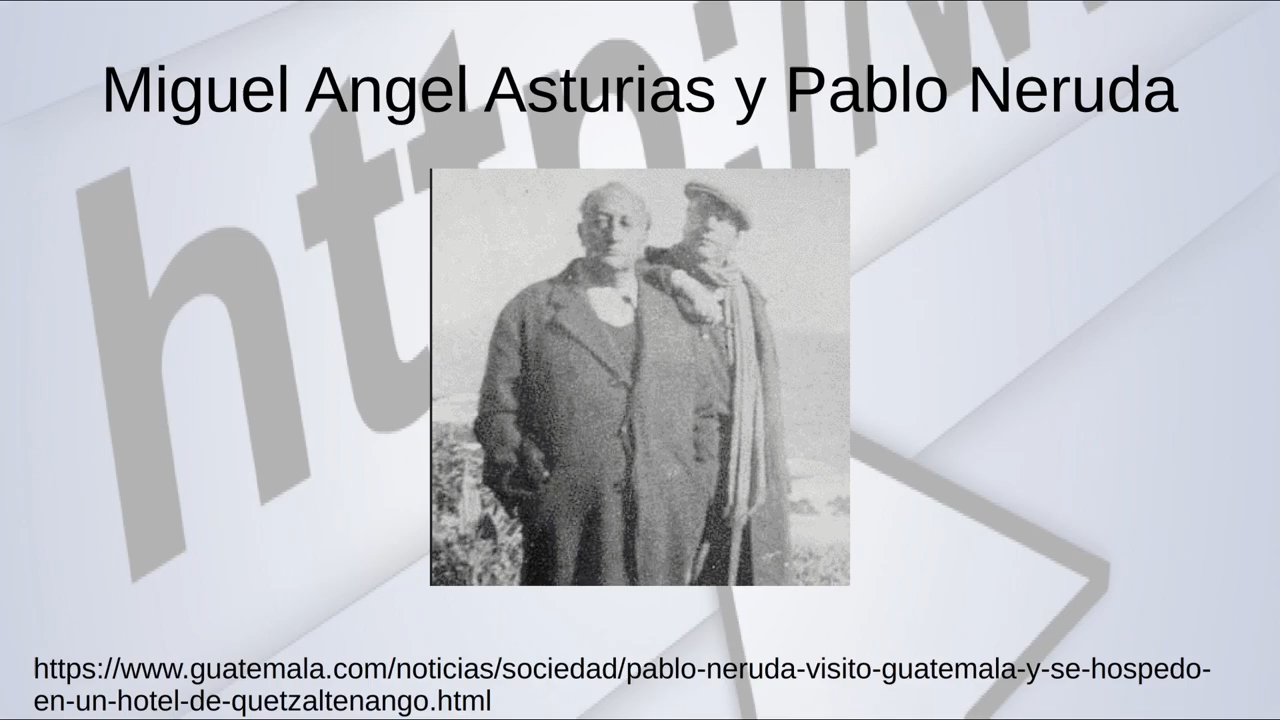 Miguel Angel Asturias y Pablo Neruda
http://w
https://www.guatemala.com/noticias/sociedad/pablo-neruda-visito-guatemala-y-se-hospedo-
en-un-hotel-de-quetzaltenango.html